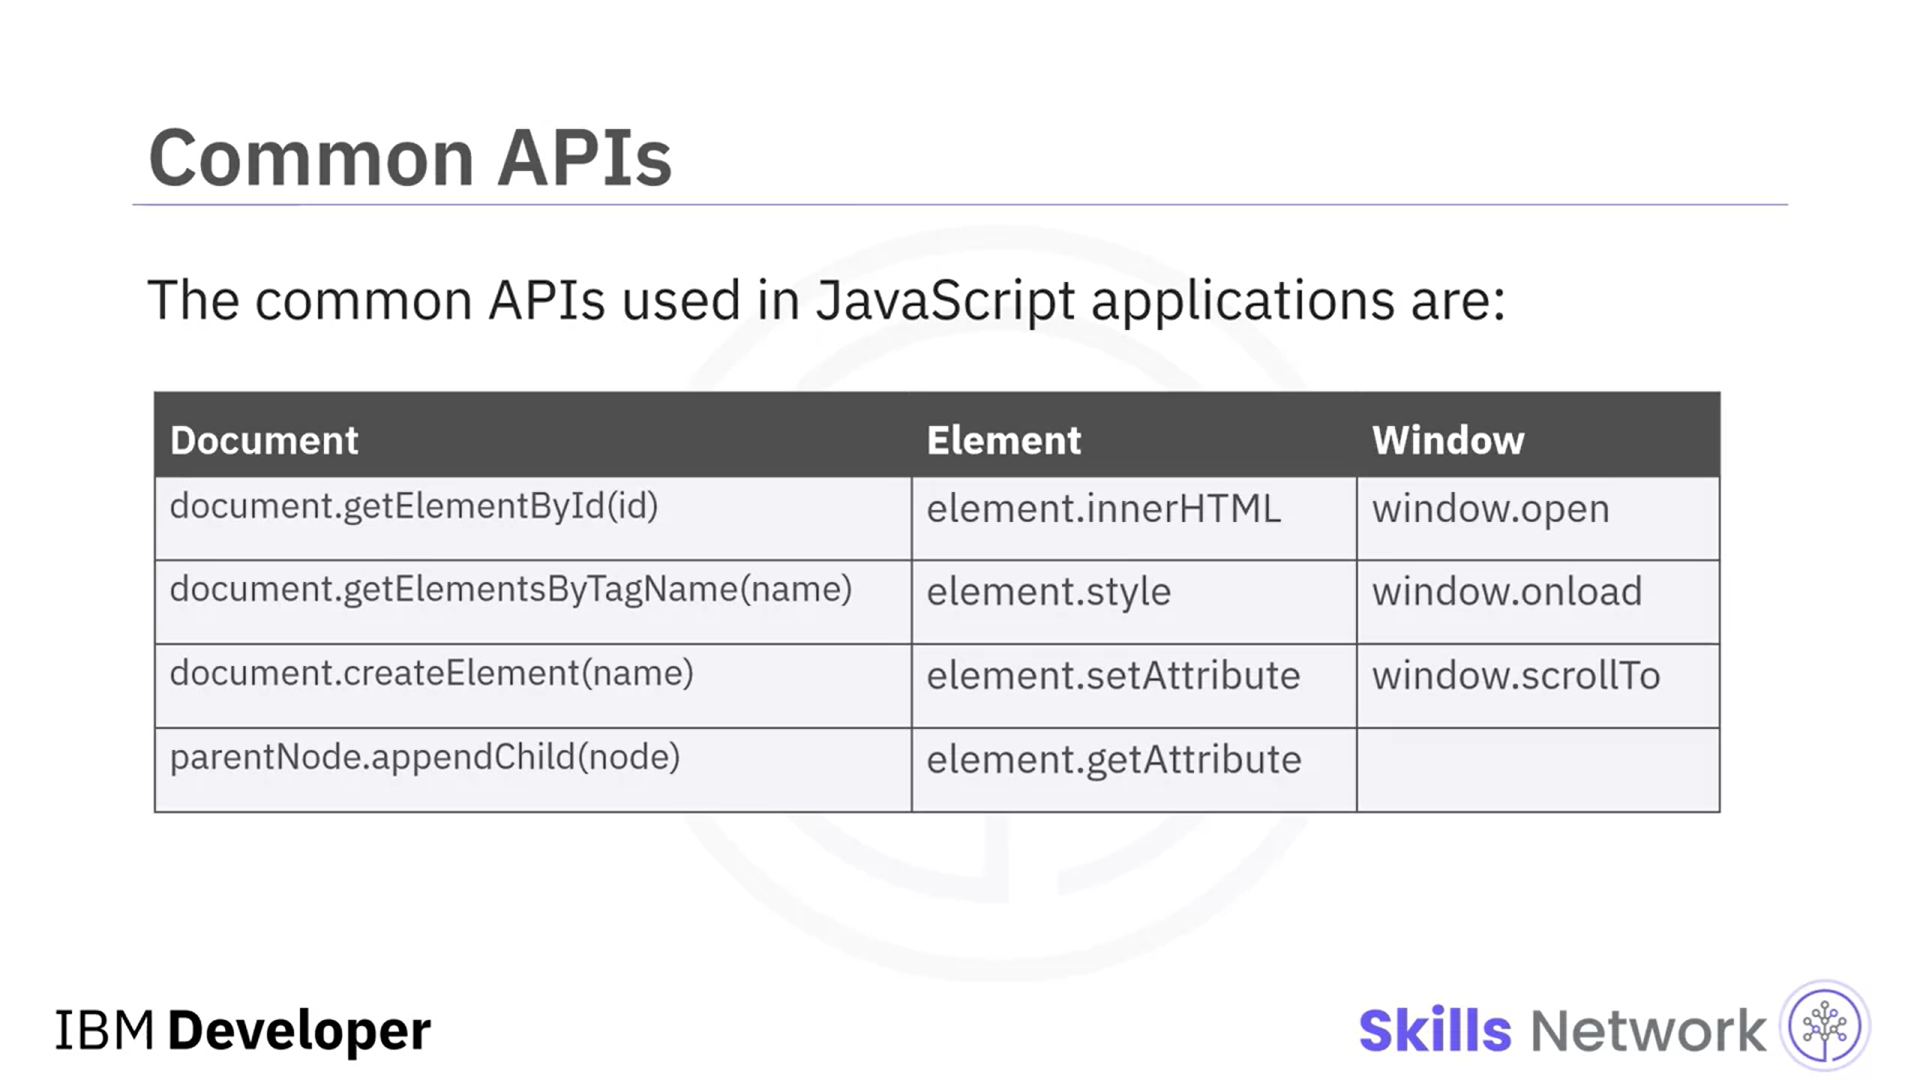 Common APIs
The common APIs used in JavaScript applications are:
Document Element Window
document.getElementById(id) element.innerHTML window.open
document.getElementsByTagName(name) element.style window.onload
document.createElement(name) element.setAttribute window.scrollTo
parentNode.appendChild(node) element.getAttribute
IBM Developer Skills Network